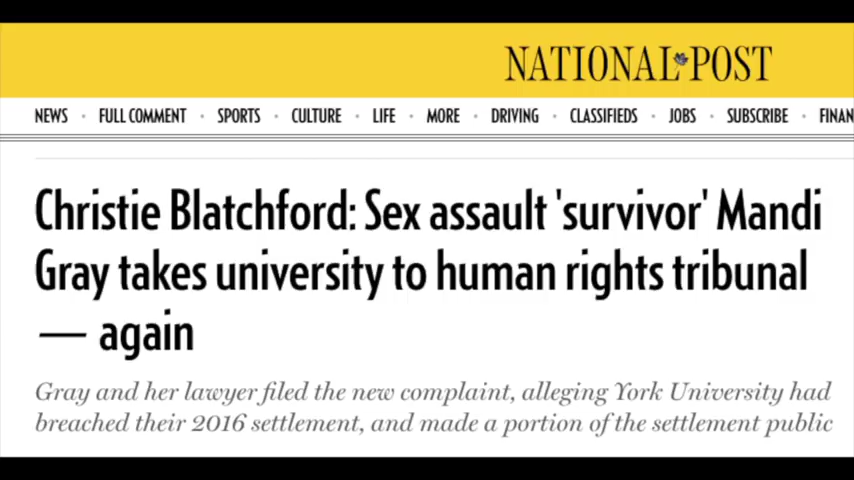 NATIONAL POST
NEWS • FULL COMMENT • SPORTS • CULTURE • LIFE • MORE • DRIVING • CLASSIFIEDS • JOBS • SUBSCRIBE • FINAN
Christie Blatchford: Sex assault 'survivor' Mandi
Gray takes university to human rights tribunal
— again
Gray and her lawyer filed the new complaint, alleging York University had
breached their 2016 settlement, and made a portion of the settlement public